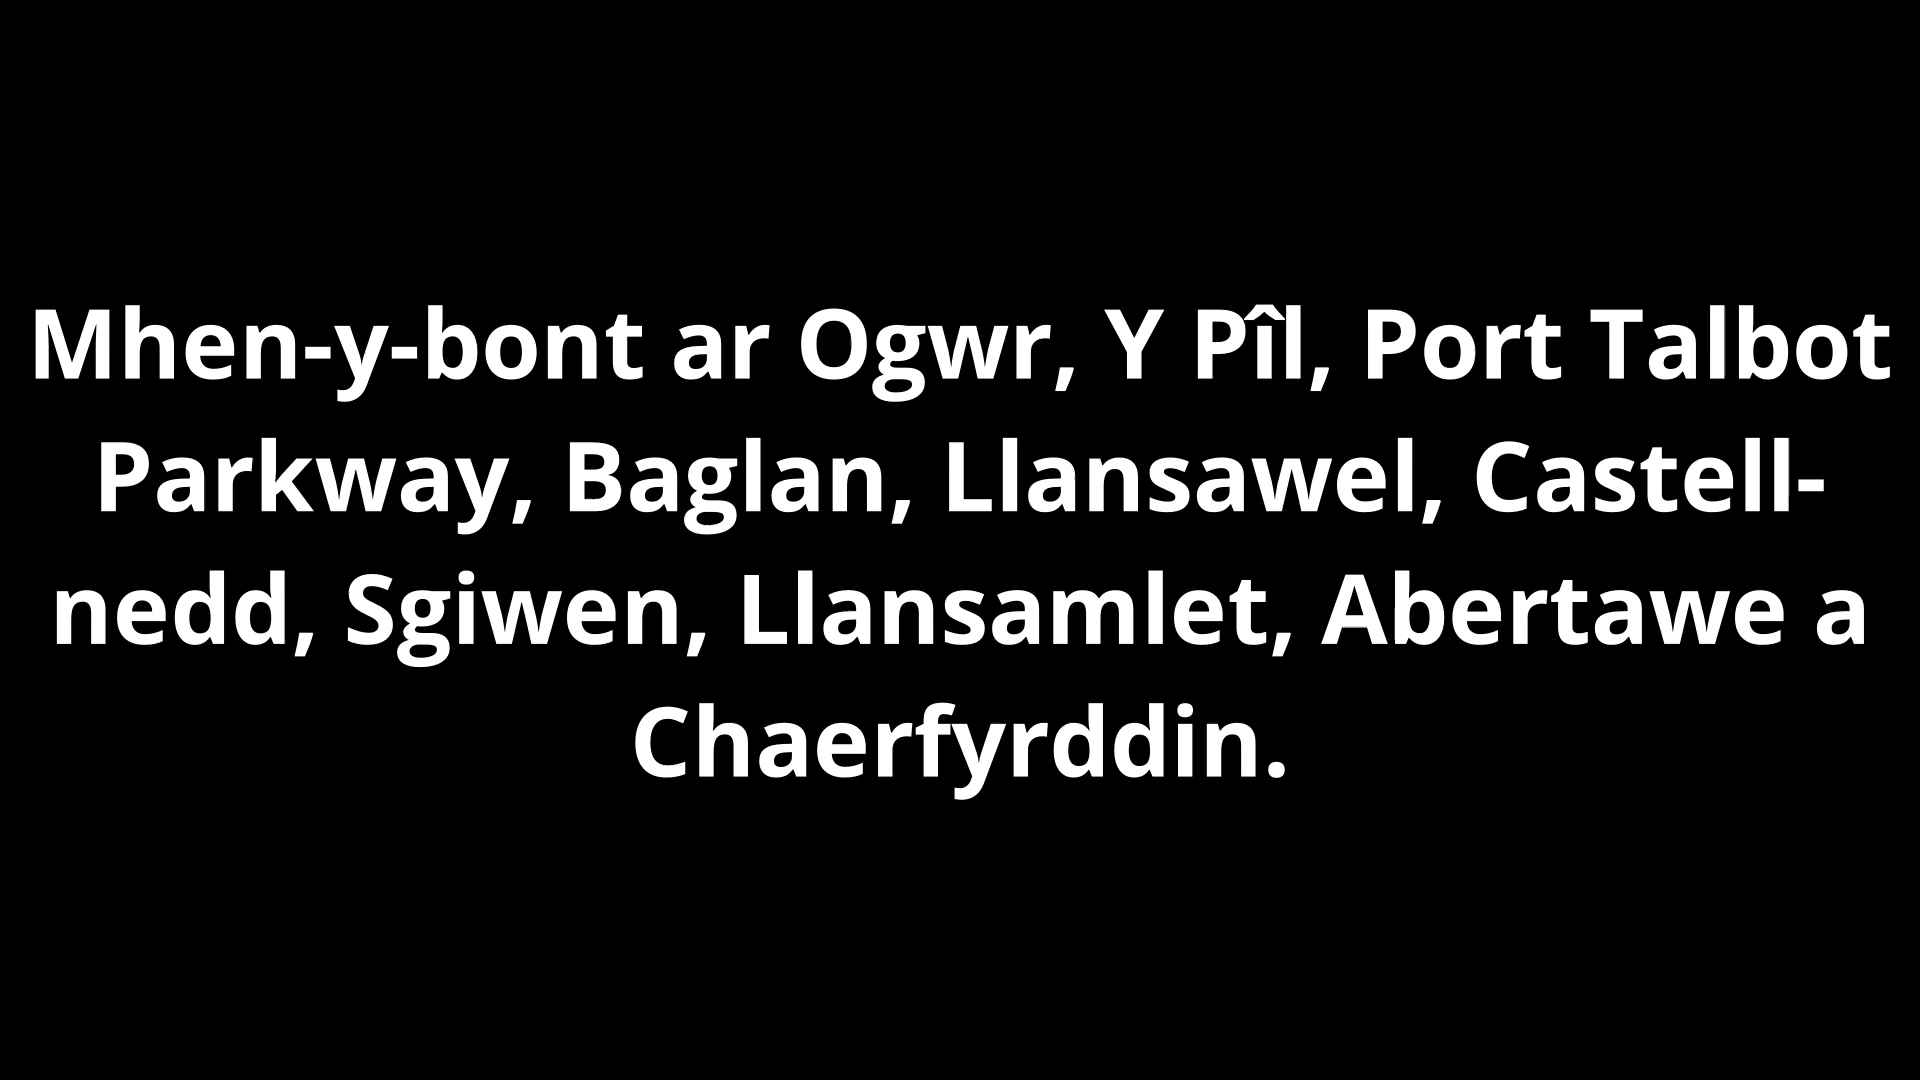 Mhen-y-bont ar Ogwr, Y Pîl, Port Talbot
Parkway, Baglan, Llansawel, Castell-
nedd, Sgiwen, Llansamlet, Abertawe a
Chaerfyrddin.